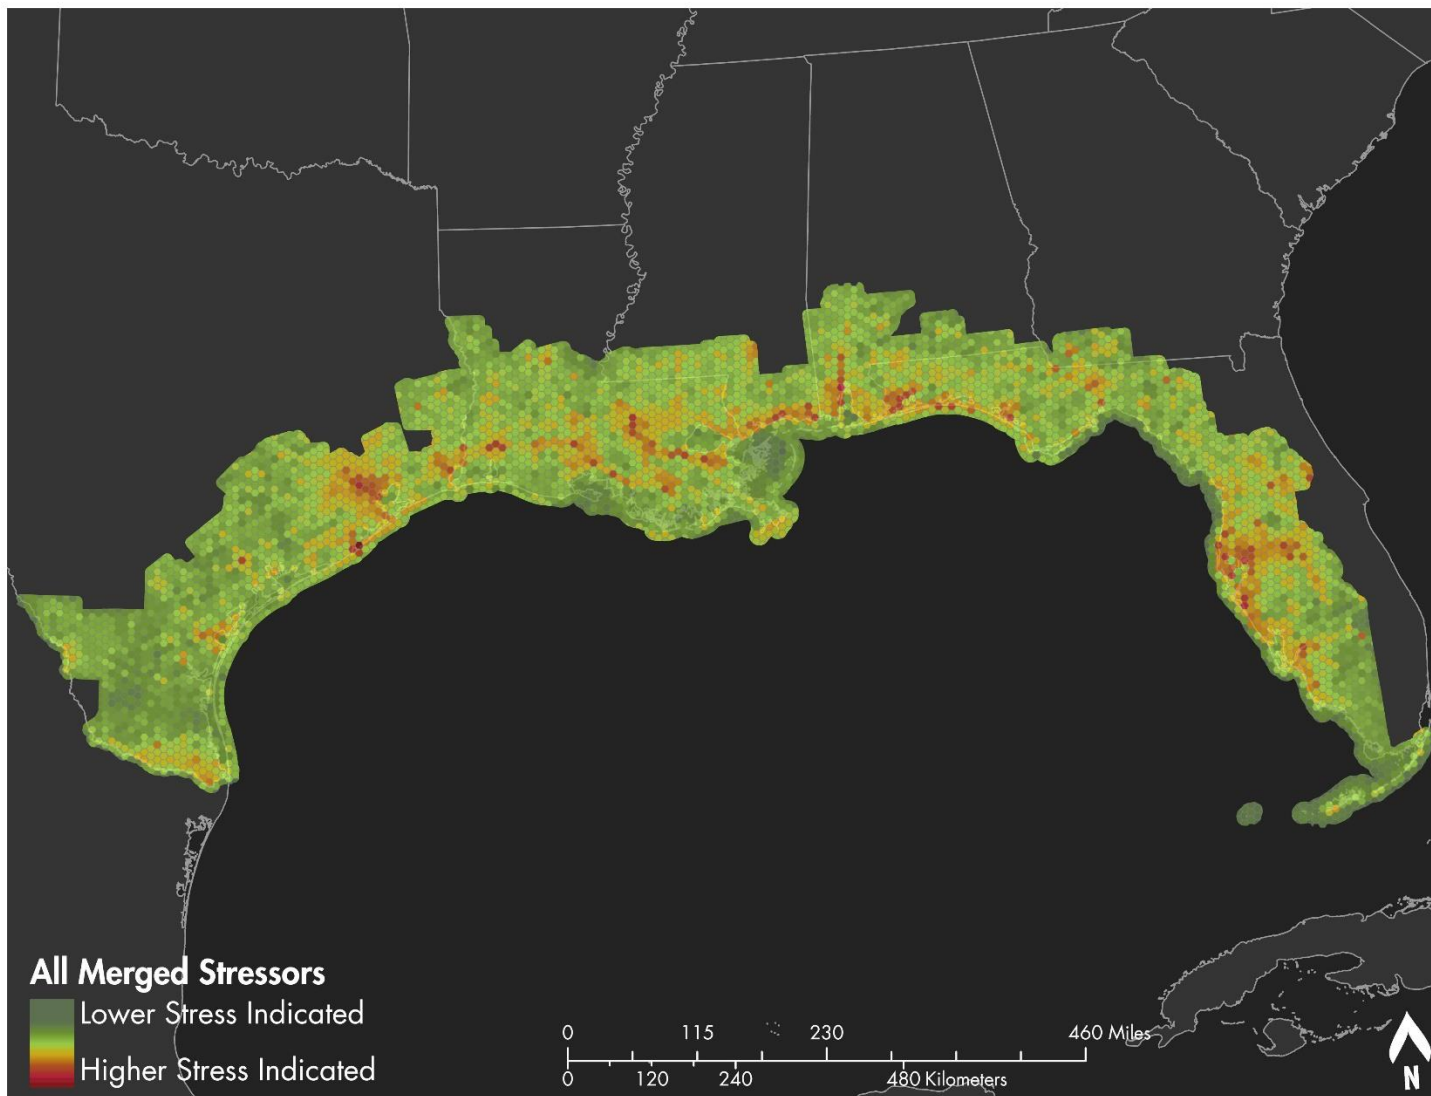 All Merged Stressors
Lower Stress Indicated
Higher Stress Indicated
0 115 230 460 Miles
0 120 240 480 Kilometers
N